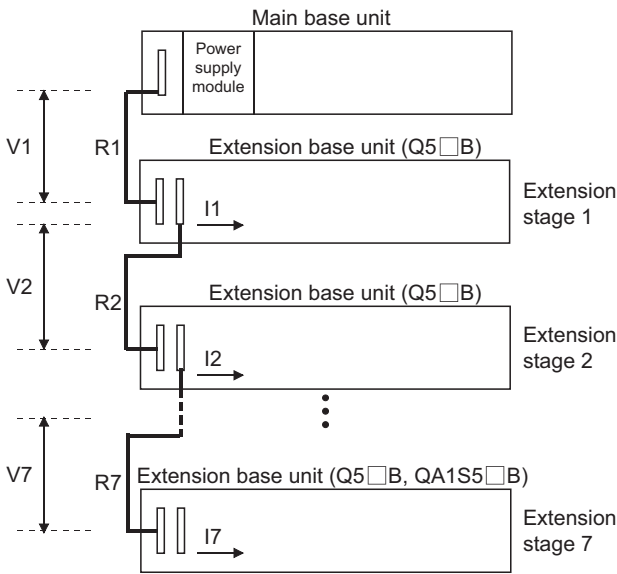 Main base unit
Power
supply
module
V1
R1
Extension base unit (Q5□B)
I1
Extension
stage 1
V2
R2
Extension base unit (Q5□B)
I2
Extension
stage 2
V7
R7
Extension base unit (Q5□B, QA1S5□B)
I7
Extension
stage 7